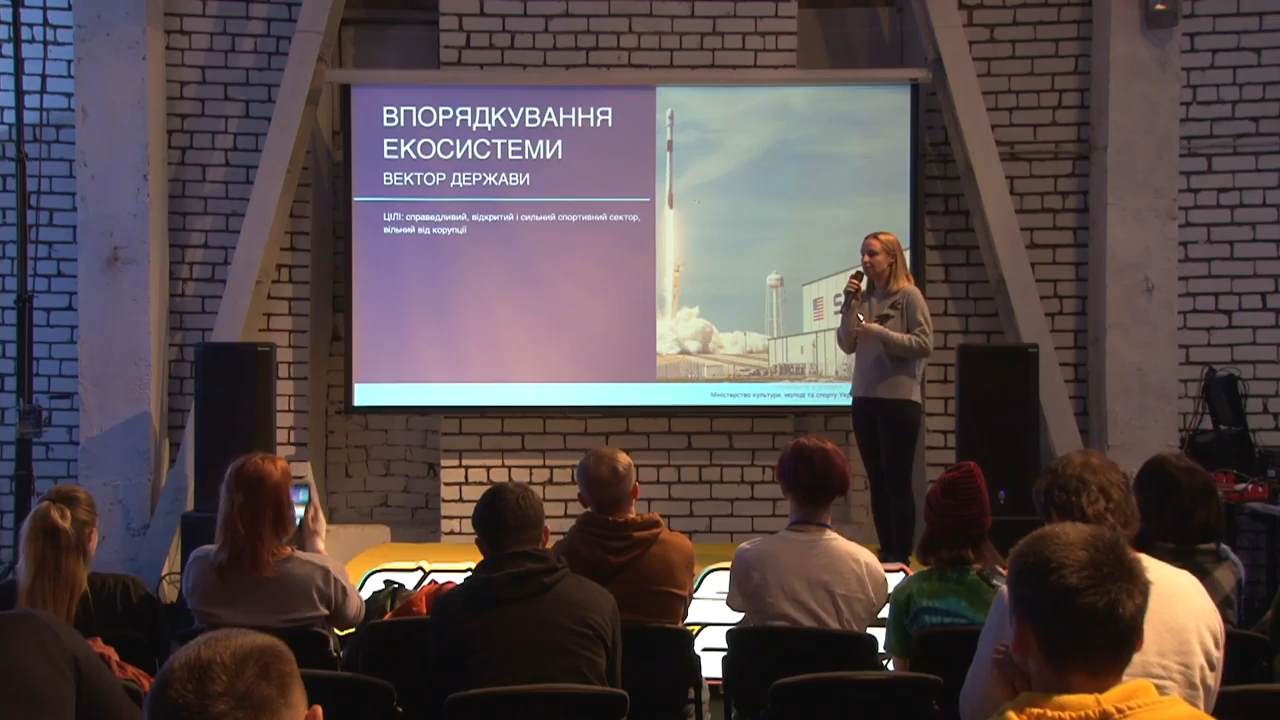 ВПОРЯДКУВАННЯ
ЕКОСИСТЕМИ
ВЕКТОР ДЕРЖАВИ
ЦІЛІ: справедливий, відкритий і сильний спортивний сектор,
вільний від корупції
S
Міністерство культури, молоді та спорту